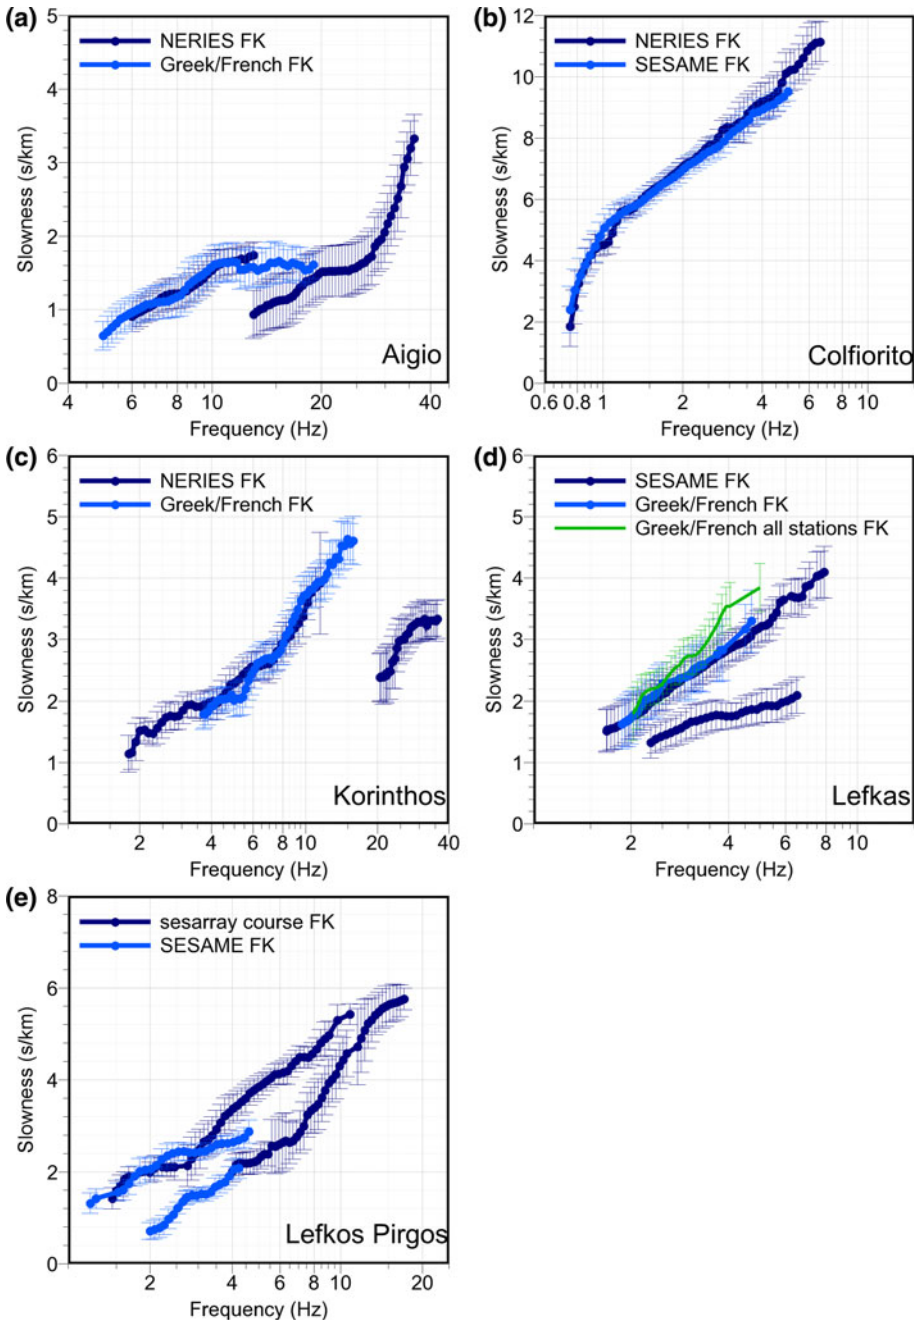 (a)
NERIES FK
Greek/French FK
Slowness (s/km)
5
4
3
2
1
0
Aigio
4 6 8 10 20 40
Frequency (Hz)
(b)
NERIES FK
SESAME FK
Slowness (s/km)
12
10
8
6
4
2
0
Colfiorito
0.6 0.8 1 2 4 6 8 10
Frequency (Hz)
(c)
NERIES FK
Greek/French FK
Slowness (s/km)
6
5
4
3
2
1
0
Korinthos
2 4 6 8 10 20 40
Frequency (Hz)
(d)
SESAME FK
Greek/French FK
Greek/French all stations FK
Slowness (s/km)
6
5
4
3
2
1
0
Lefkas
2 4 6 8 10
Frequency (Hz)
(e)
sesarray course FK
SESAME FK
Slowness (s/km)
8
6
4
2
0
Lefkos Pirgos
2 4 6 8 10 20
Frequency (Hz)